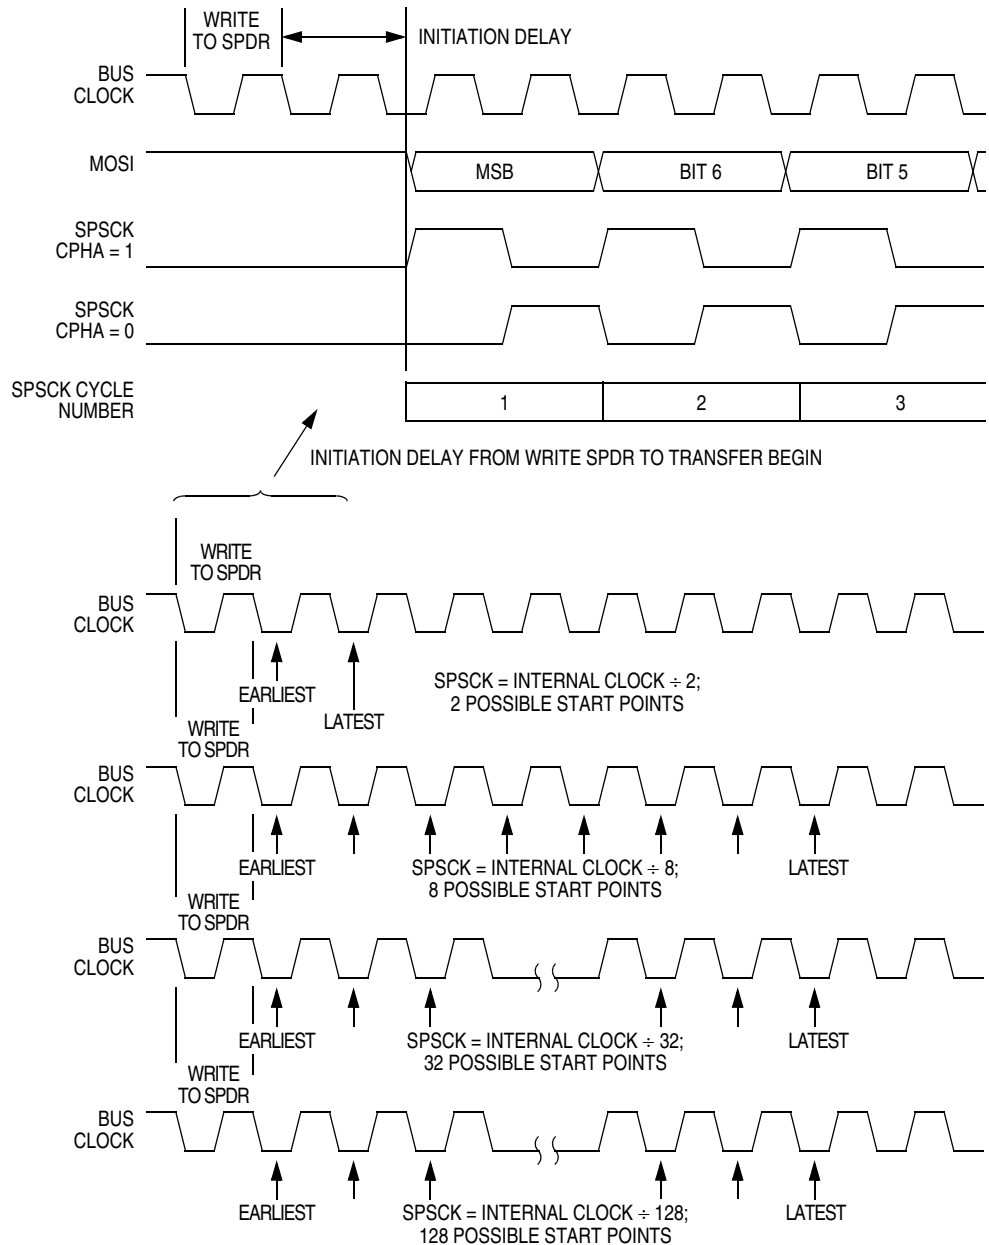 WRITE
TO SPDR
INITIATION DELAY
BUS
CLOCK
MOSI
MSB
BIT 6
BIT 5
SPSCK
CPHA = 1
SPSCK
CPHA = 0
SPSCK CYCLE
NUMBER
1
2
3
INITIATION DELAY FROM WRITE SPDR TO TRANSFER BEGIN
WRITE
TO SPDR
BUS
CLOCK
EARLIEST
LATEST
SPSCK = INTERNAL CLOCK ÷ 2;
2 POSSIBLE START POINTS
WRITE
TO SPDR
BUS
CLOCK
EARLIEST
SPSCK = INTERNAL CLOCK ÷ 8;
8 POSSIBLE START POINTS
LATEST
WRITE
TO SPDR
BUS
CLOCK
EARLIEST
SPSCK = INTERNAL CLOCK ÷ 32;
32 POSSIBLE START POINTS
LATEST
WRITE
TO SPDR
BUS
CLOCK
EARLIEST
SPSCK = INTERNAL CLOCK ÷ 128;
128 POSSIBLE START POINTS
LATEST